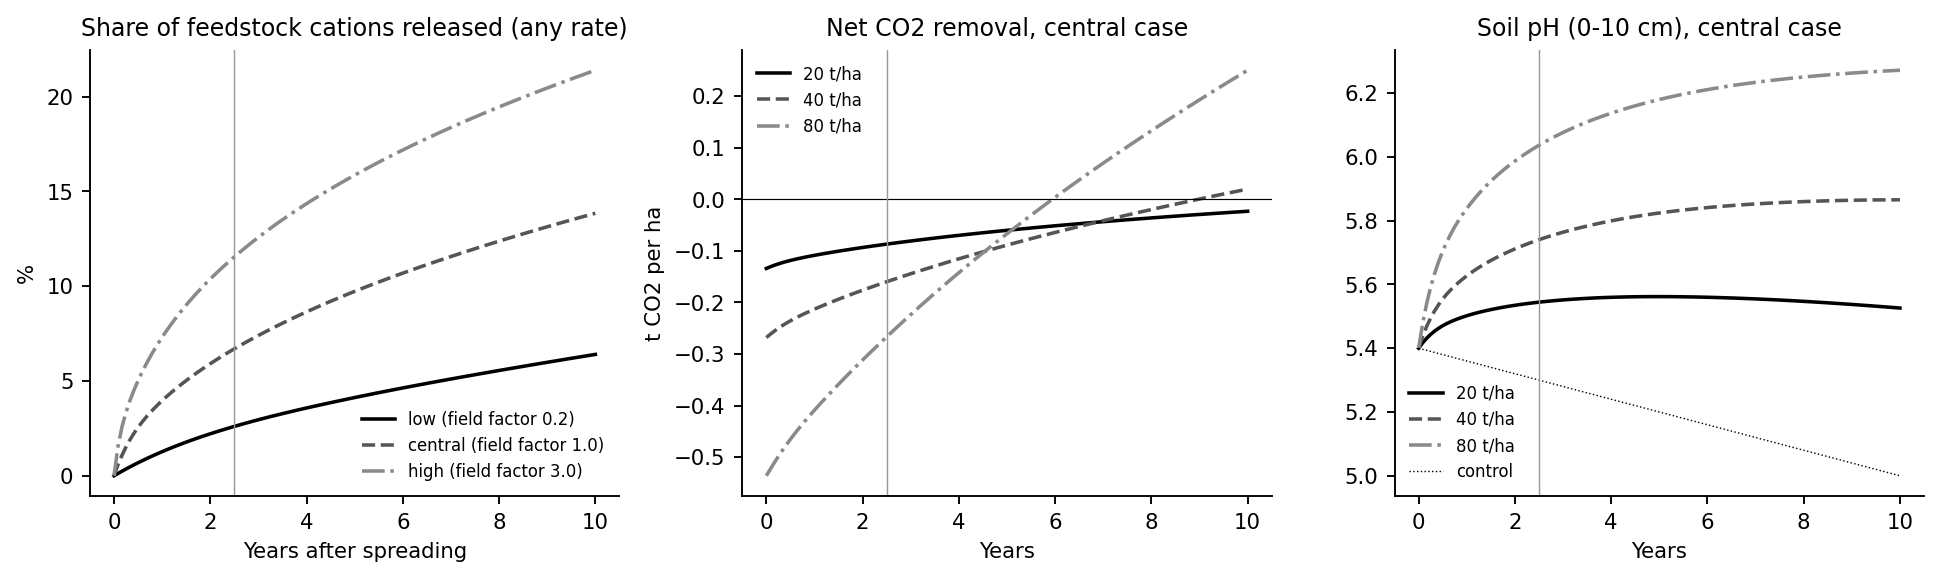 Share of feedstock cations released (any rate)
%
20
15
10
5
0
low (field factor 0.2)
central (field factor 1.0)
high (field factor 3.0)
0 2 4 6 8 10
Years after spreading
Net CO2 removal, central case
t CO2 per ha
0.2
0.1
0.0
−0.1
−0.2
−0.3
−0.4
−0.5
20 t/ha
40 t/ha
80 t/ha
0 2 4 6 8 10
Years
Soil pH (0-10 cm), central case
6.2
6.0
5.8
5.6
5.4
5.2
5.0
20 t/ha
40 t/ha
80 t/ha
control
0 2 4 6 8 10
Years